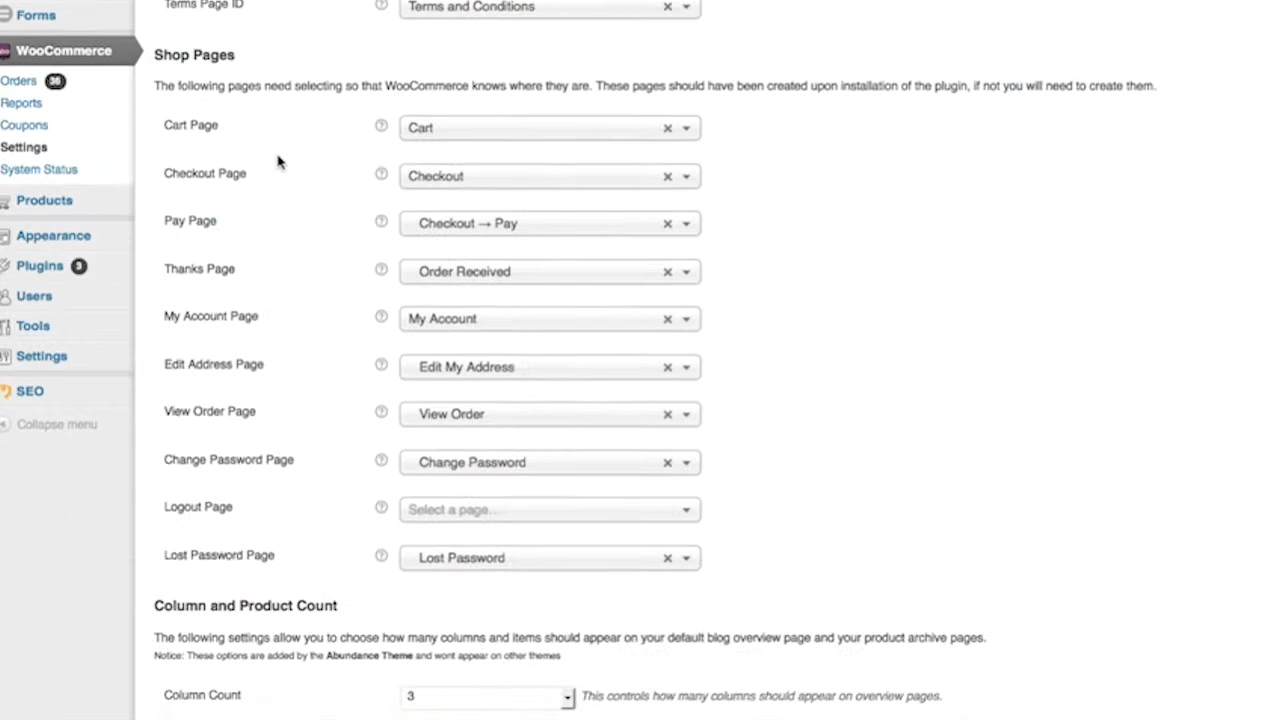 Forms
WooCommerce
Orders
Reports
Coupons
Settings
System Status
Products
Appearance
Plugins 3
Users
Tools
Settings
SEO
Collapse menu
Terms Page ID Terms and Conditions
Shop Pages
The following pages need selecting so that WooCommerce knows where they are. These pages should have been created upon installation of the plugin, if not you will need to create them.
Cart Page Cart
Checkout Page Checkout
Pay Page Checkout → Pay
Thanks Page Order Received
My Account Page My Account
Edit Address Page Edit My Address
View Order Page View Order
Change Password Page Change Password
Logout Page Select a page...
Lost Password Page Lost Password
Column and Product Count
The following settings allow you to choose how many columns and items should appear on your default blog overview page and your product archive pages.
Notice: These options are added by the Abundance Theme and wont appear on other themes
Column Count 3 This controls how many columns should appear on overview pages.